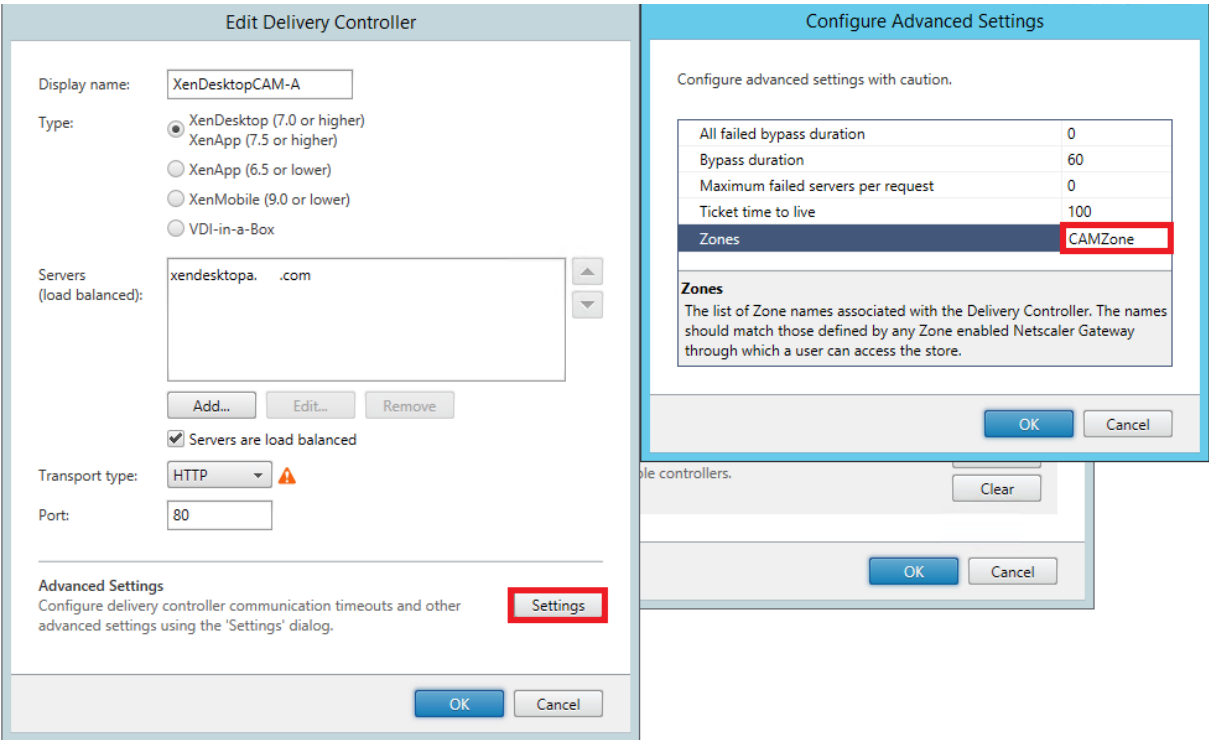 Edit Delivery Controller
Display name: XenDesktopCAM-A
Type:
XenDesktop (7.0 or higher)
XenApp (7.5 or higher)
XenApp (6.5 or lower)
XenMobile (9.0 or lower)
VDI-in-a-Box
Servers
(load balanced):
xendesktopa. .com
Add... Edit... Remove
Servers are load balanced
Transport type: HTTP
Port: 80
Advanced Settings
Configure delivery controller communication timeouts and other
advanced settings using the 'Settings' dialog.
Settings
OK Cancel
Configure Advanced Settings
Configure advanced settings with caution.
All failed bypass duration 0
Bypass duration 60
Maximum failed servers per request 0
Ticket time to live 100
Zones CAMZone
Zones
The list of Zone names associated with the Delivery Controller. The names
should match those defined by any Zone enabled Netscaler Gateway
through which a user can access the store.
OK Cancel
controllers.
Clear
OK Cancel